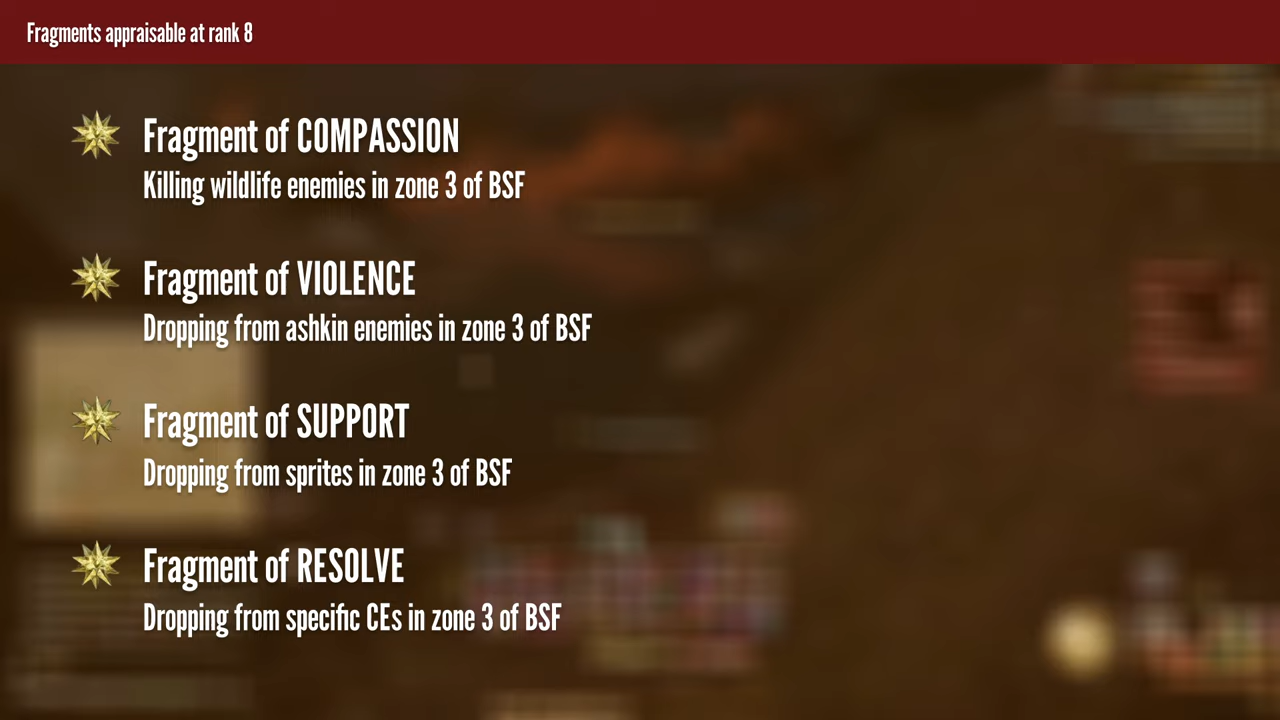 Fragments appraisable at rank 8
Fragment of COMPASSION
Killing wildlife enemies in zone 3 of BSF
Fragment of VIOLENCE
Dropping from ashkin enemies in zone 3 of BSF
Fragment of SUPPORT
Dropping from sprites in zone 3 of BSF
Fragment of RESOLVE
Dropping from specific CEs in zone 3 of BSF